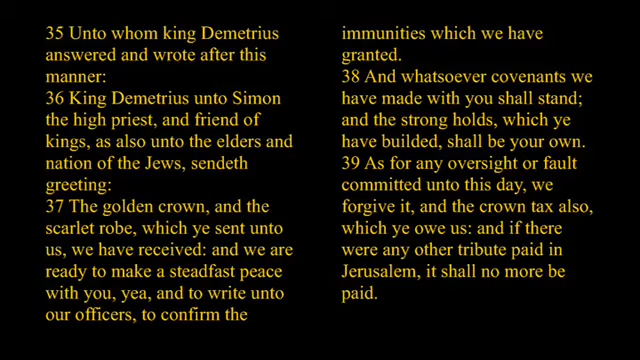 35 Unto whom king Demetrius
answered and wrote after this
manner:
36 King Demetrius unto Simon
the high priest, and friend of
kings, as also unto the elders and
nation of the Jews, sendeth
greeting:
37 The golden crown, and the
scarlet robe, which ye sent unto
us, we have received: and we are
ready to make a steadfast peace
with you, yea, and to write unto
our officers, to confirm the
immunities which we have
granted.
38 And whatsoever covenants we
have made with you shall stand;
and the strong holds, which ye
have builded, shall be your own.
39 As for any oversight or fault
committed unto this day, we
forgive it, and the crown tax also,
which ye owe us: and if there
were any other tribute paid in
Jerusalem, it shall no more be
paid.